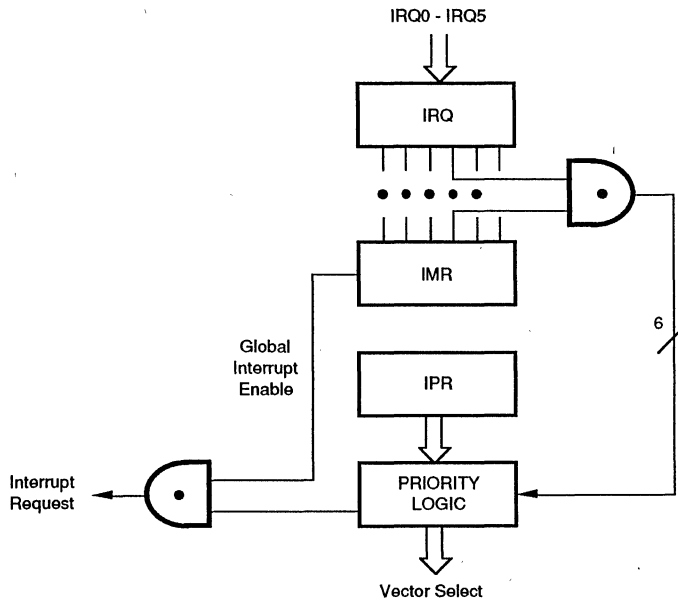 IRQ0 - IRQ5
IRQ
IMR
6
Global
Interrupt
Enable
IPR
Interrupt
Request
PRIORITY
LOGIC
Vector Select